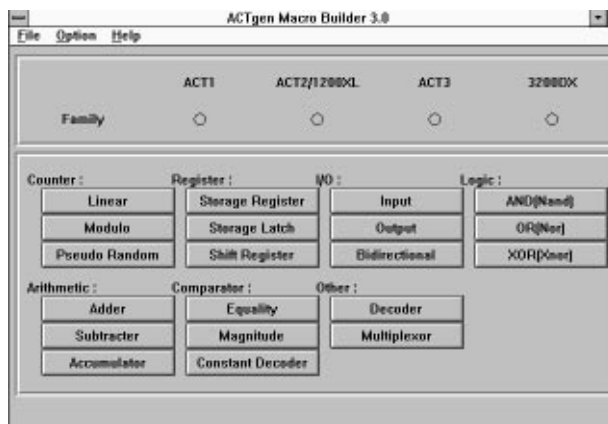 ACTgen Macro Builder 3.0
File Option Help
ACT1 ACT2/1200XL ACT3 3200DX
Family
Counter : Register : I/O : Logic :
Linear Storage Register Input AND(Nand)
Modulo Storage Latch Output OR(Nor)
Pseudo Random Shift Register Bidirectional XOR(Xnor)
Arithmetic : Comparator : Other :
Adder Equality Decoder
Subtracter Magnitude Multiplexor
Accumulator Constant Decoder